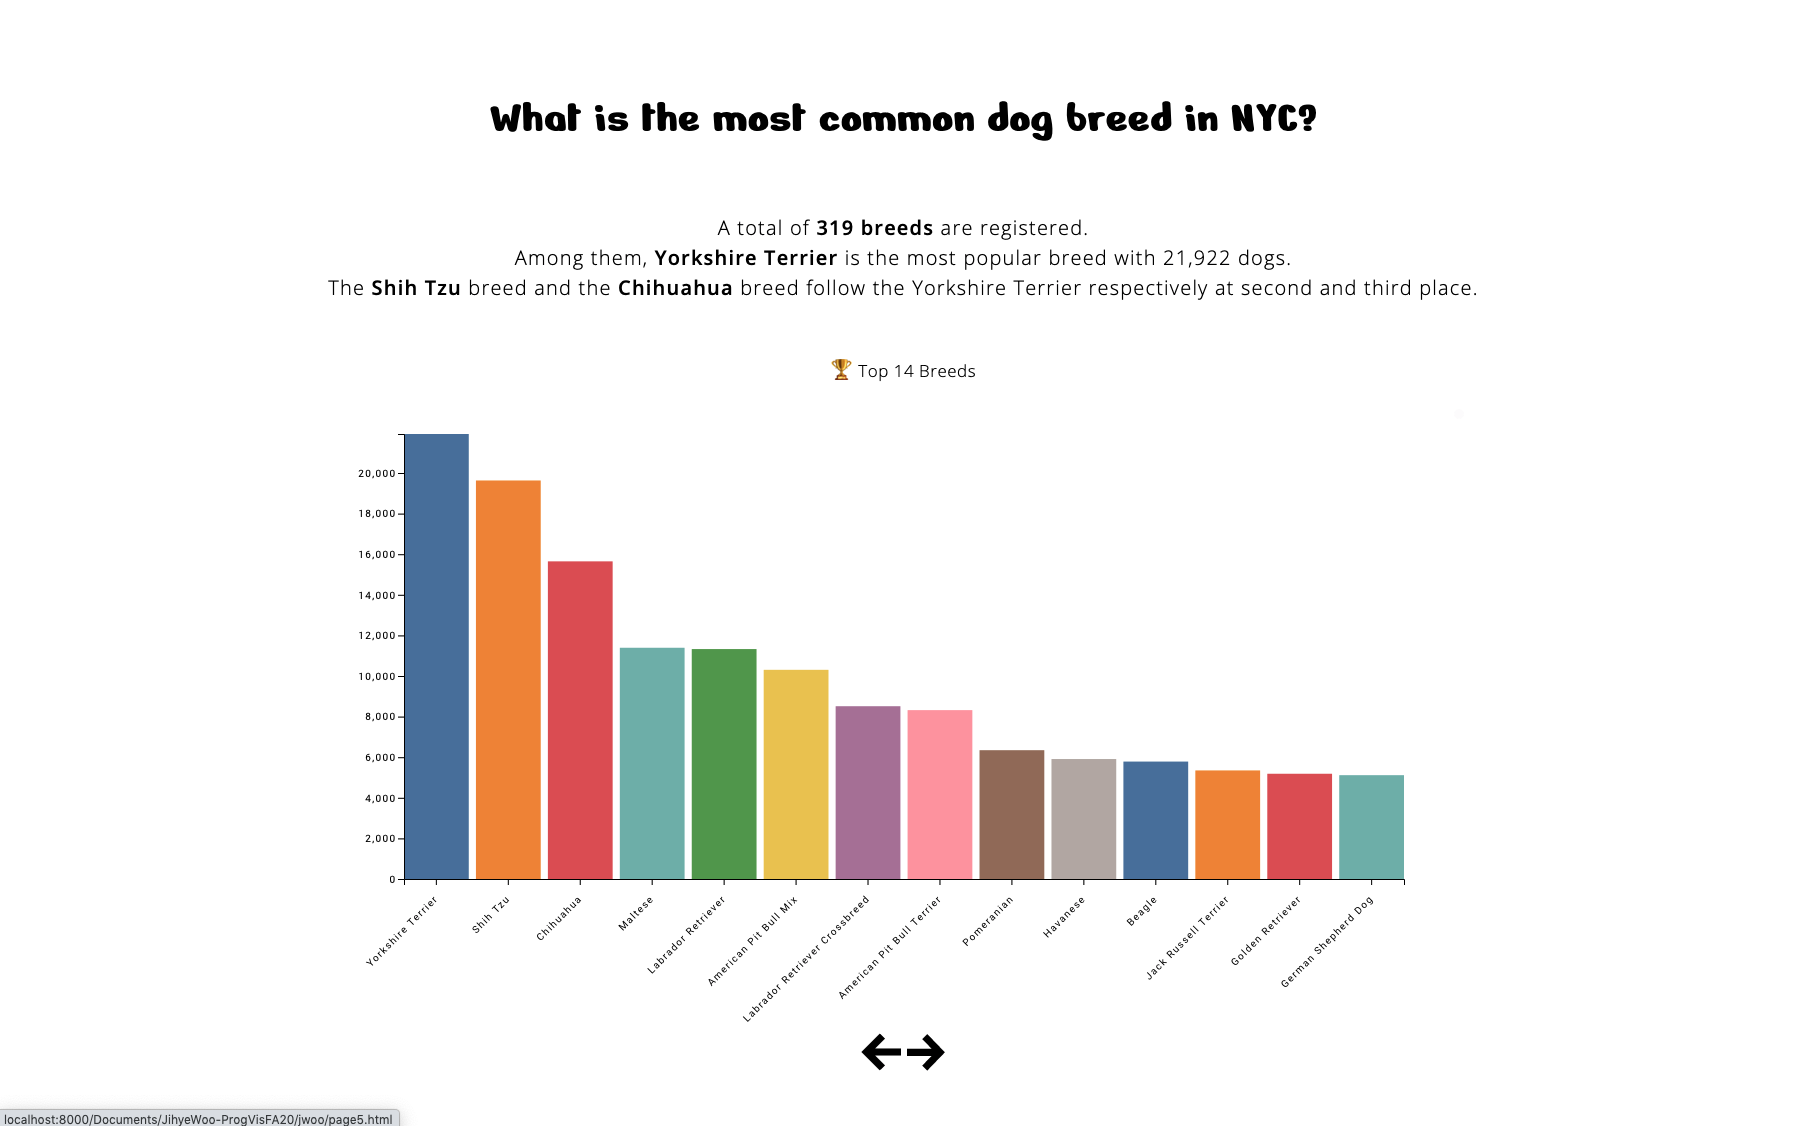 What is the most common dog breed in NYC?
A total of 319 breeds are registered.
Among them, Yorkshire Terrier is the most popular breed with 21,922 dogs.
The Shih Tzu breed and the Chihuahua breed follow the Yorkshire Terrier respectively at second and third place.
🏆 Top 14 Breeds
20,000
18,000
16,000
14,000
12,000
10,000
8,000
6,000
4,000
2,000
0
Yorkshire Terrier
Shih Tzu
Chihuahua
Maltese
Labrador Retriever
American Pit Bull Mix
Labrador Retriever Crossbreed
American Pit Bull Terrier
Pomeranian
Havanese
Beagle
Jack Russell Terrier
Golden Retriever
German Shepherd Dog
localhost:8000/Documents/JihyeWoo-ProgVisFA20/jwoo/page5.html